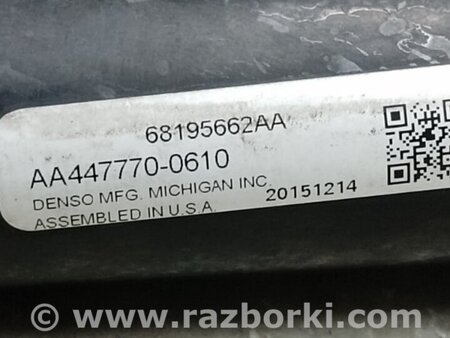 68195662AA
AA447770-0610
DENSO MFG. MICHIGAN INC.
ASSEMBLED IN U.S.A.
20151214
© www.razborki.com